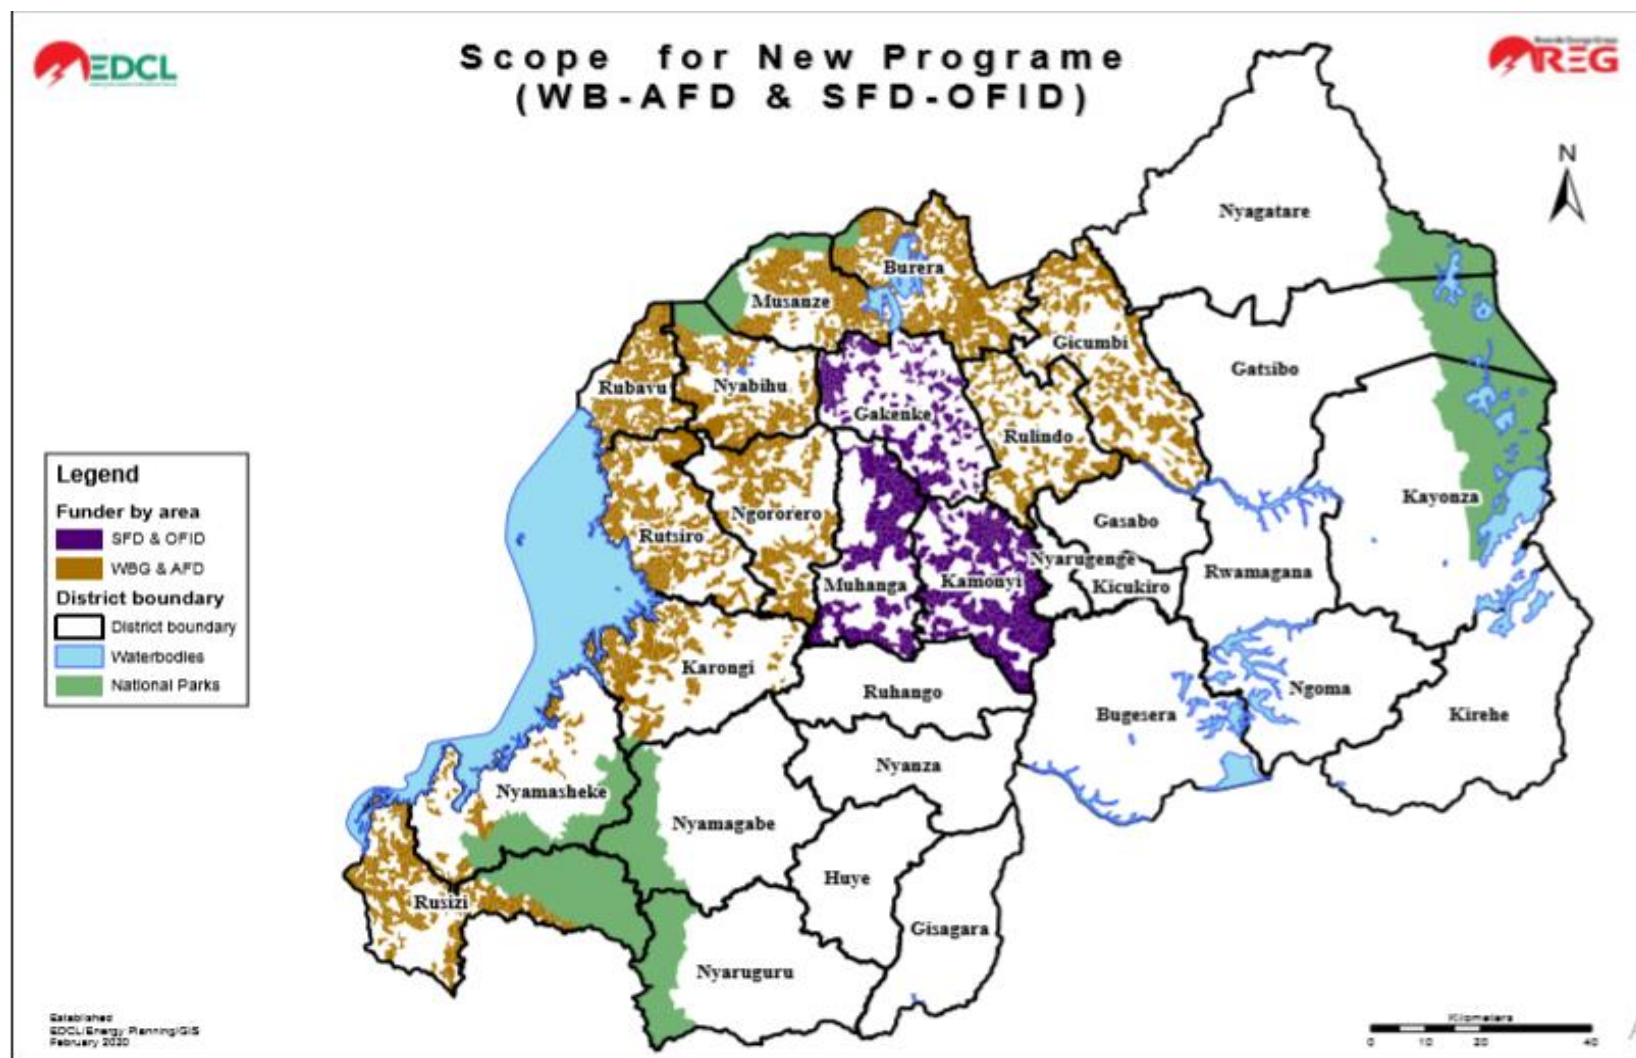 EDCL
Scope for New Programe
(WB-AFD & SFD-OFID)
REG
N
Nyagatare
Burera
Musanze
Gicumbi
Gatsibo
Rubavu
Nyabihu
Gakenke
Rulindo
Kayonza
Legend
Funder by area
SFD & OFID
WBG & AFD
District boundary
District boundary
Waterbodies
National Parks
Ngororero
Rutsiro
Gasabo
Nyarugenge
Kicukiro
Rwamagana
Muhanga
Kamonyi
Karongi
Ruhango
Bugesera
Ngoma
Kirehe
Nyanza
Nyamasheke
Nyamagabe
Huye
Rusizi
Gisagara
Nyaruguru
Established
EDCL/Energy Planning/GIS
February 2020
Kilometers
0 10 20 40